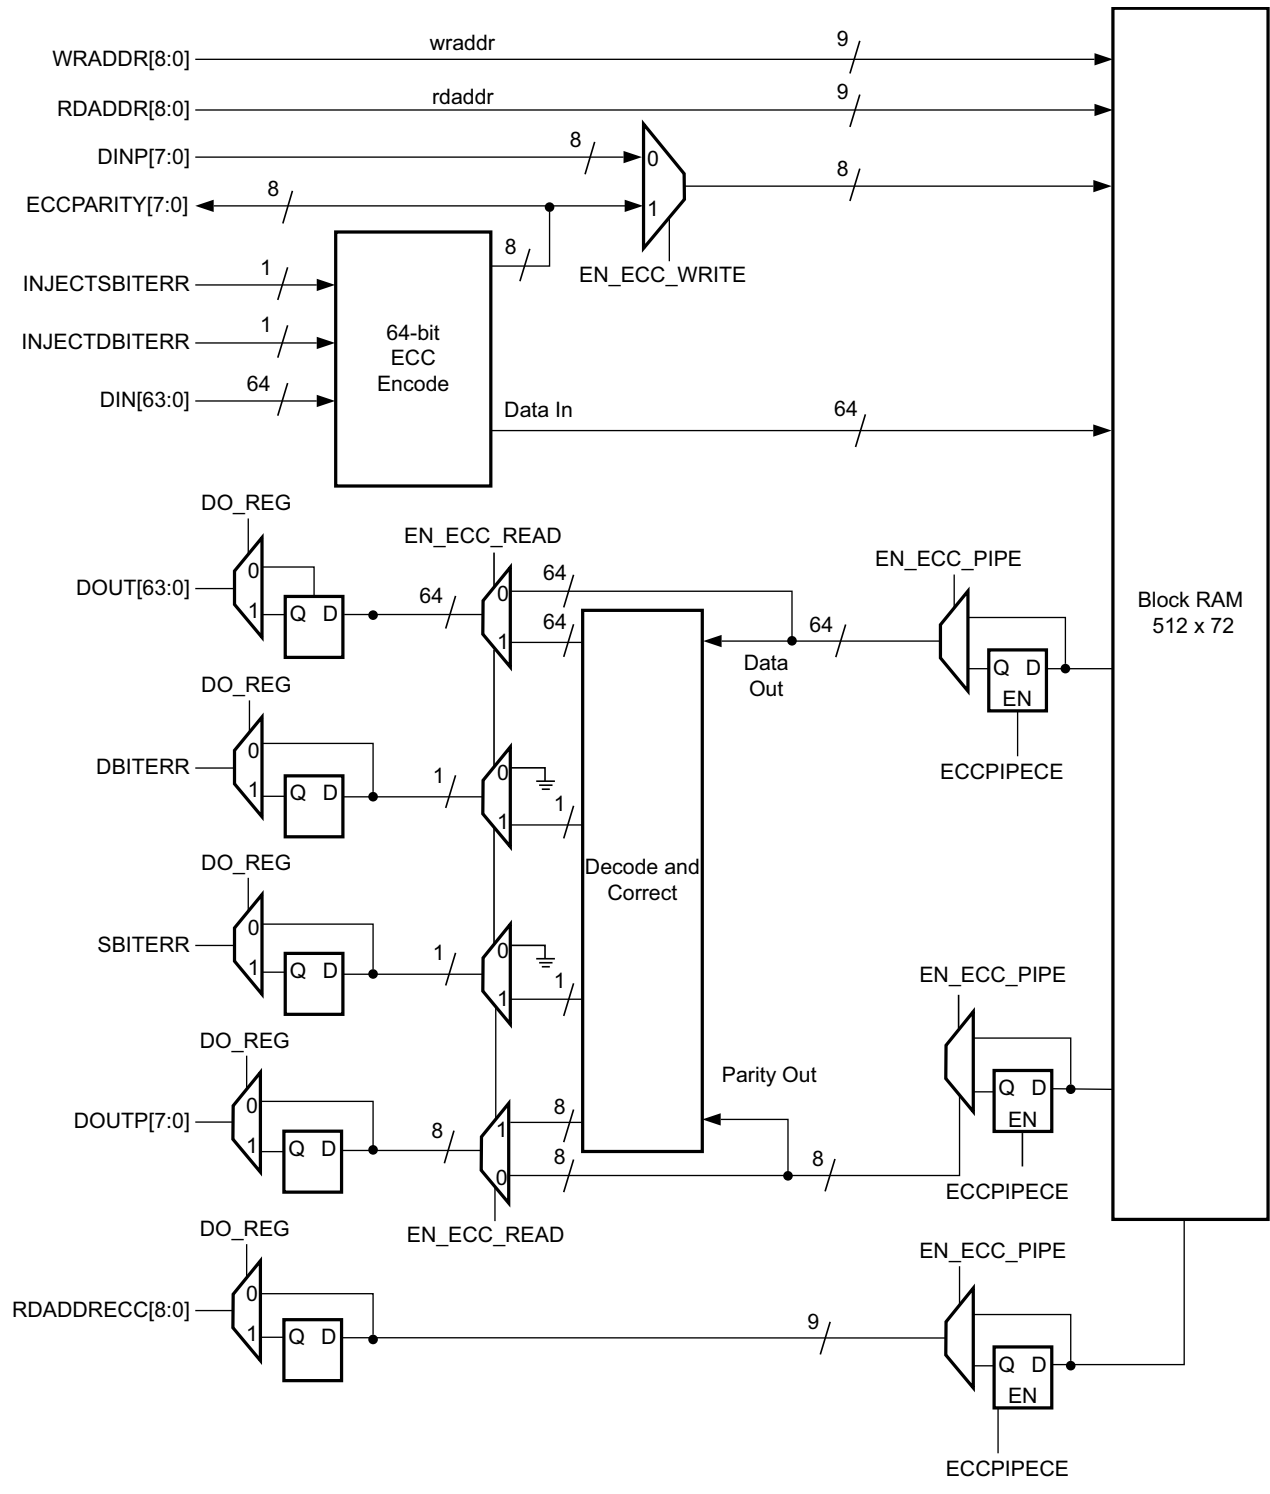 wraddr
9
WRADDR[8:0]
rdaddr
9
RDADDR[8:0]
8
DINP[7:0]
0
8
8
ECCPARITY[7:0]
1
8
EN_ECC_WRITE
1
INJECTSBITERR
1
INJECTDBITERR
64
DIN[63:0]
64-bit
ECC
Encode
Data In
64
Block RAM
512 x 72
DO_REG
EN_ECC_READ
EN_ECC_PIPE
DOUT[63:0]
0
1
Q D
64
0
1
64
64
64
Data
Out
Q D
EN
ECCPIPECE
DO_REG
DBITERR
0
1
Q D
1
0
1
1
Decode and
Correct
DO_REG
SBITERR
0
1
Q D
1
0
1
1
EN_ECC_PIPE
DO_REG
Parity Out
Q D
EN
ECCPIPECE
DOUTP[7:0]
0
1
Q D
8
1
0
8
8
8
EN_ECC_READ
DO_REG
EN_ECC_PIPE
RDADDRECC[8:0]
0
1
Q D
9
Q D
EN
ECCPIPECE